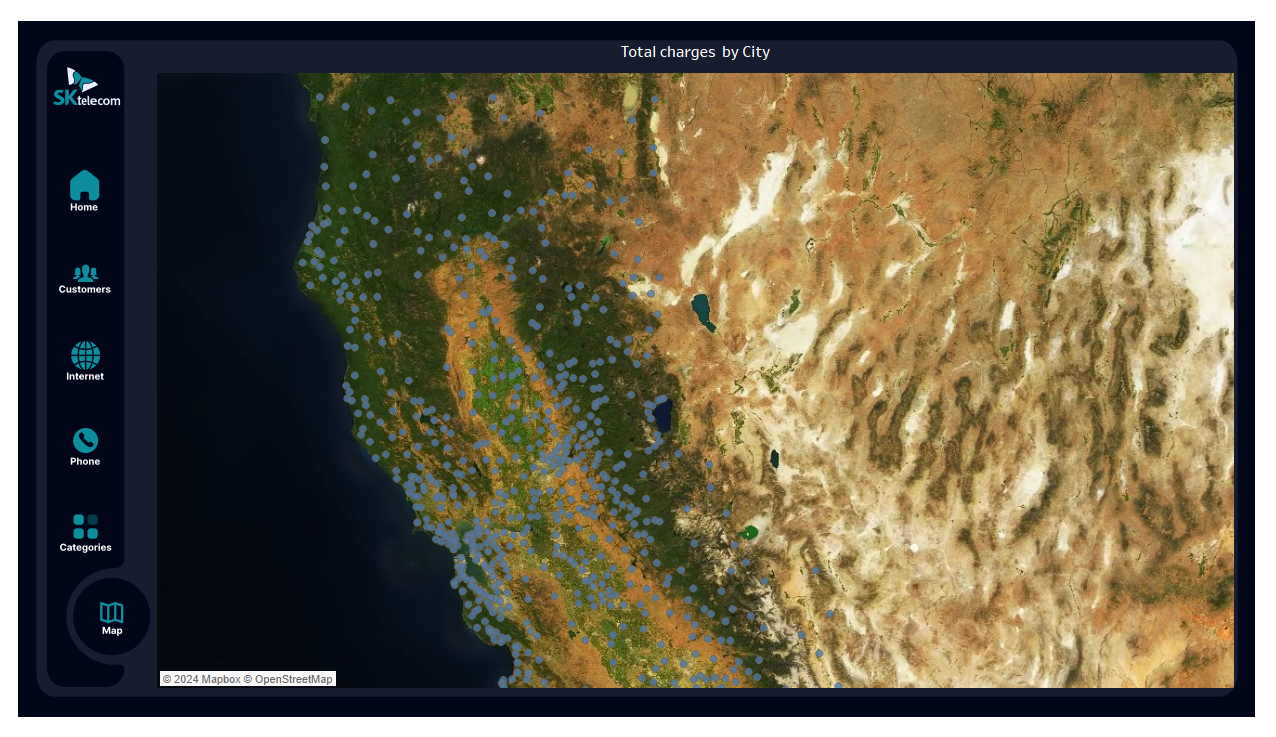 Total charges by City
SKtelecom
Home
Customers
Internet
Phone
Categories
Map
© 2024 Mapbox © OpenStreetMap